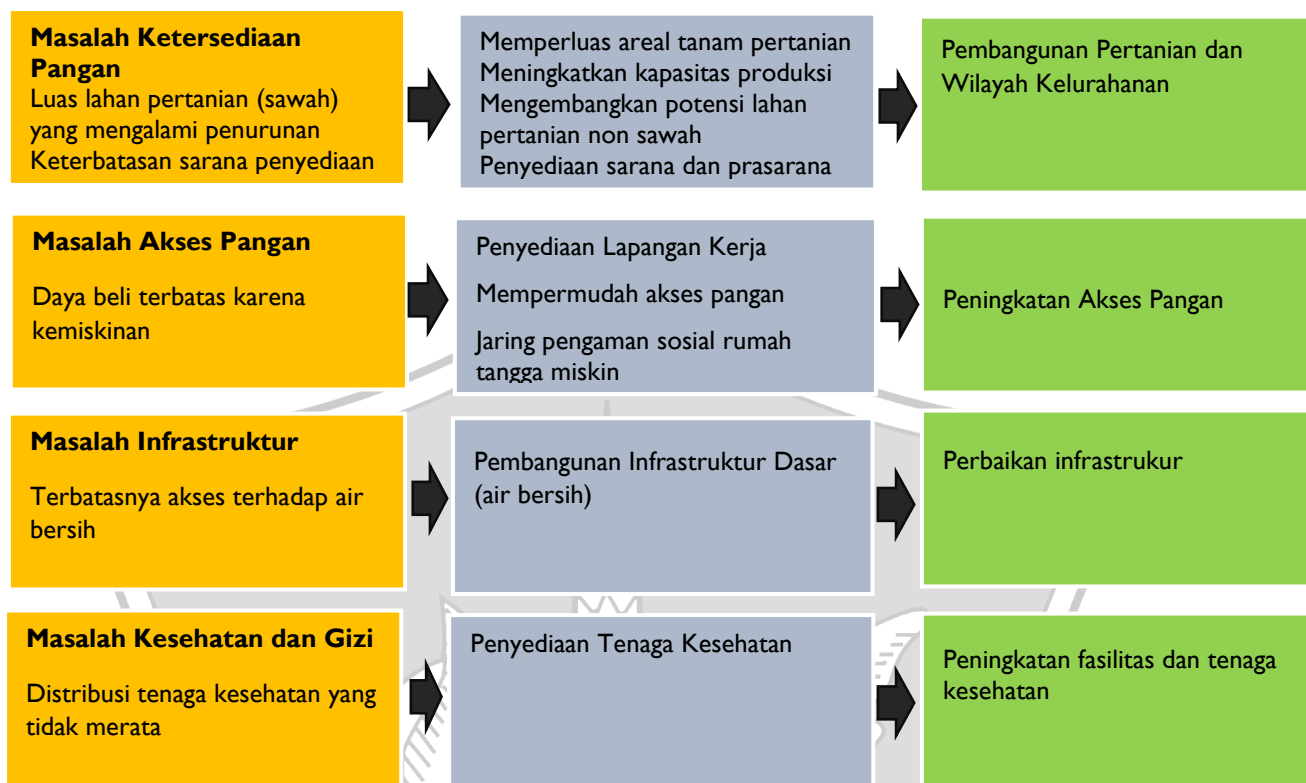 Masalah Ketersediaan
Pangan
Luas lahan pertanian (sawah)
yang mengalami penurunan
Keterbatasan sarana penyediaan
Memperluas areal tanam pertanian
Meningkatkan kapasitas produksi
Mengembangkan potensi lahan
pertanian non sawah
Penyediaan sarana dan prasarana
Pembangunan Pertanian dan
Wilayah Kelurahanan
Masalah Akses Pangan
Daya beli terbatas karena
kemiskinan
Penyediaan Lapangan Kerja
Mempermudah akses pangan
Jaring pengaman sosial rumah
tangga miskin
Peningkatan Akses Pangan
Masalah Infrastruktur
Terbatasnya akses terhadap air
bersih
Pembangunan Infrastruktur Dasar
(air bersih)
Perbaikan infrastrukur
Masalah Kesehatan dan Gizi
Distribusi tenaga kesehatan yang
tidak merata
Penyediaan Tenaga Kesehatan
Peningkatan fasilitas dan tenaga
kesehatan